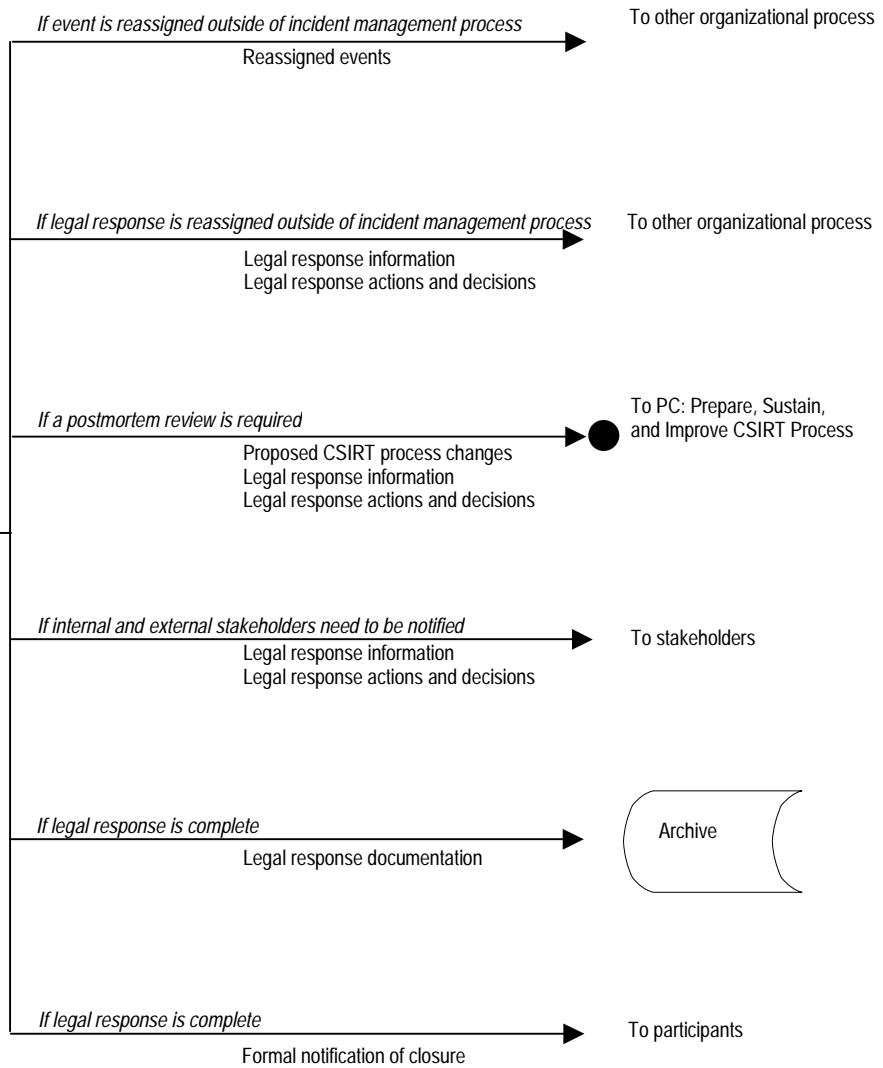 If event is reassigned outside of incident management process
To other organizational process
Reassigned events
If legal response is reassigned outside of incident management process
To other organizational process
Legal response information
Legal response actions and decisions
If a postmortem review is required
To PC: Prepare, Sustain,
and Improve CSIRT Process
Proposed CSIRT process changes
Legal response information
Legal response actions and decisions
If internal and external stakeholders need to be notified
To stakeholders
Legal response information
Legal response actions and decisions
If legal response is complete
Archive
Legal response documentation
If legal response is complete
To participants
Formal notification of closure